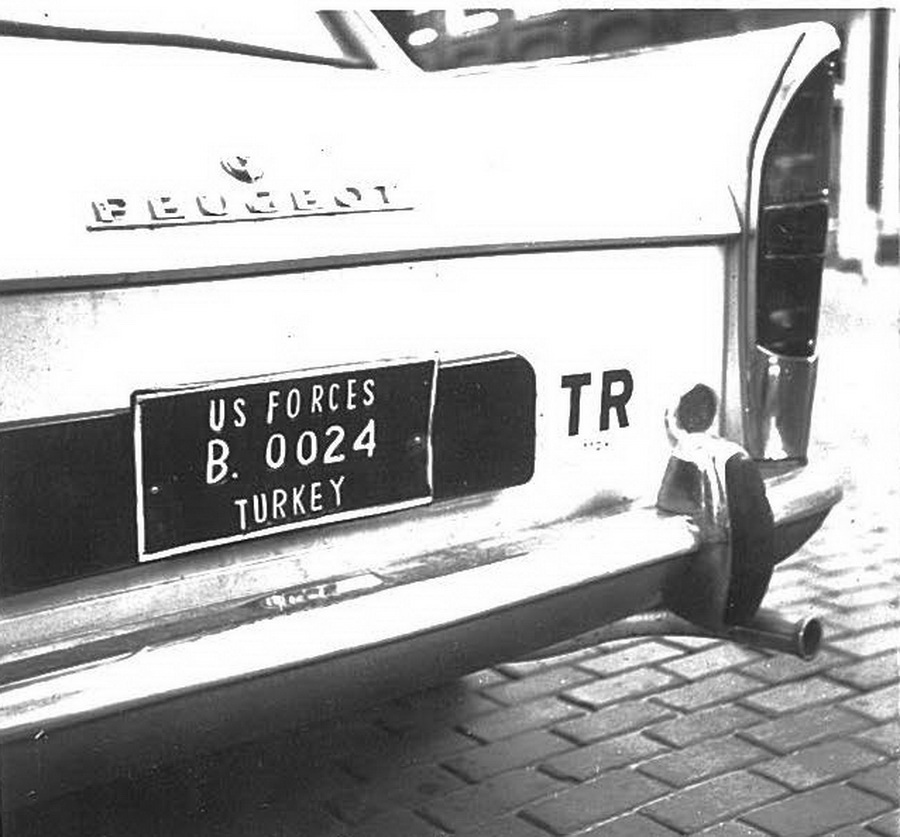 PEUGEOT
US FORCES
B. 0024
TURKEY
TR